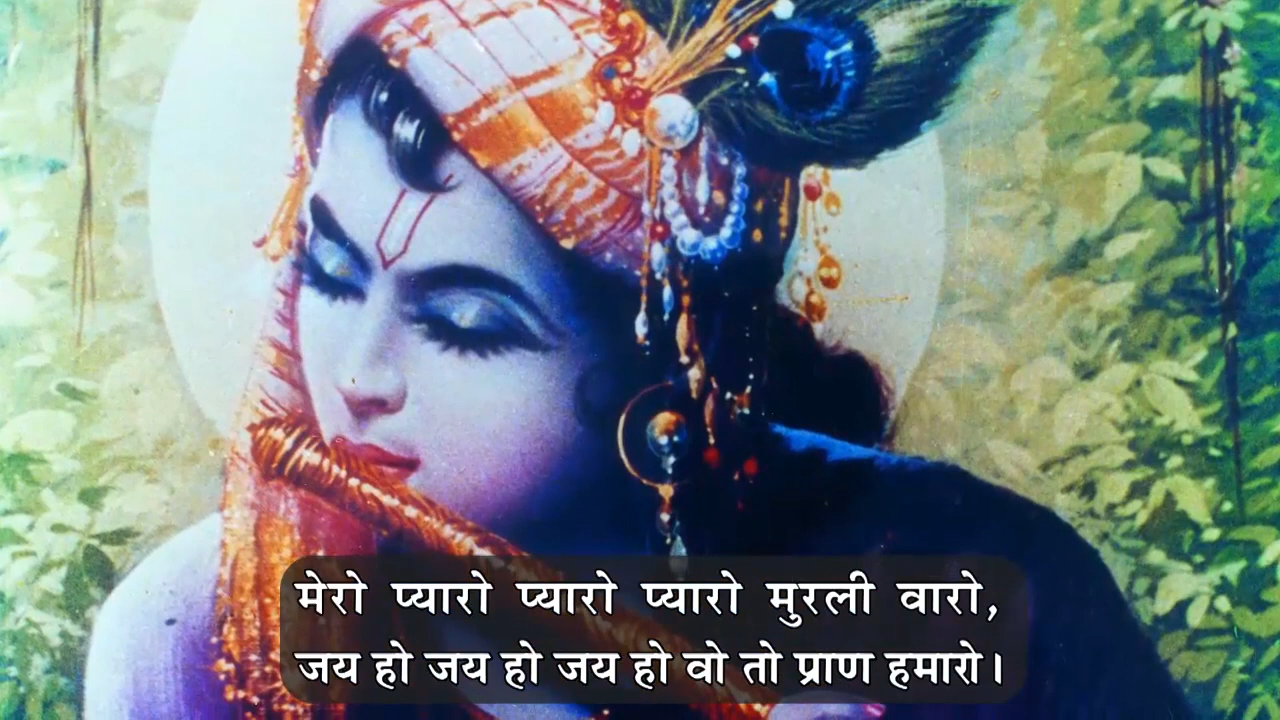 मेरो प्यारो प्यारो प्यारो मुरली वारो,
जय हो जय हो जय हो वो तो प्राण हमारो।